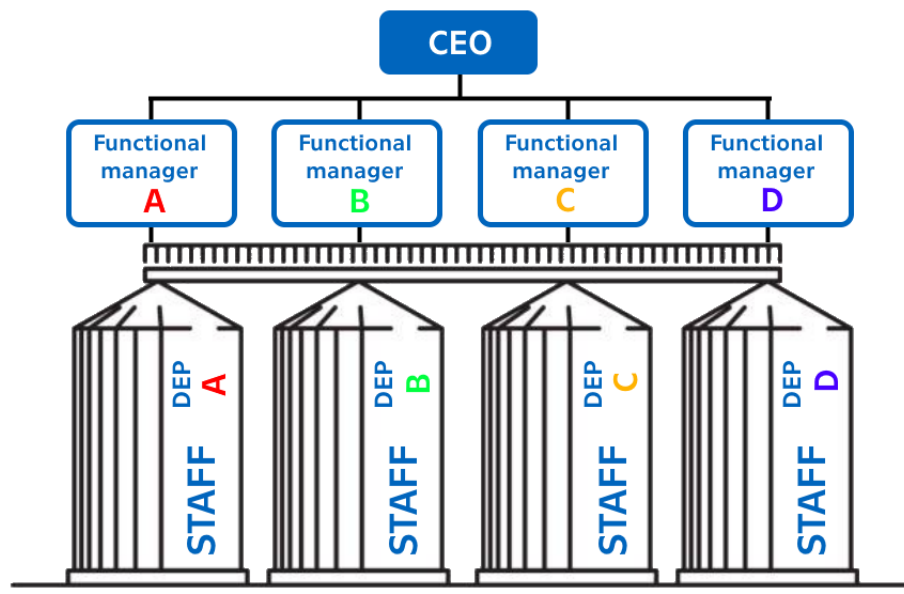 CEO
Functional
manager
A
Functional
manager
B
Functional
manager
C
Functional
manager
D
DEP
A
STAFF
DEP
B
STAFF
DEP
C
STAFF
DEP
D
STAFF